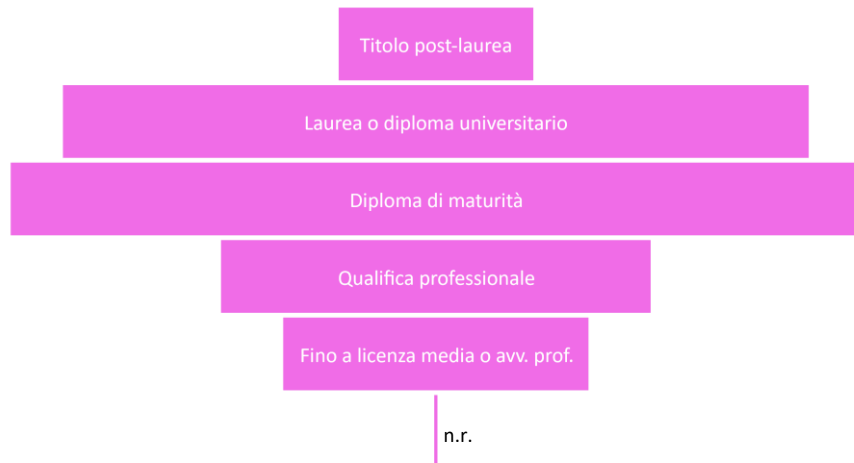 Titolo post-laurea
Laurea o diploma universitario
Diploma di maturità
Qualifica professionale
Fino a licenza media o avv. prof.
n.r.